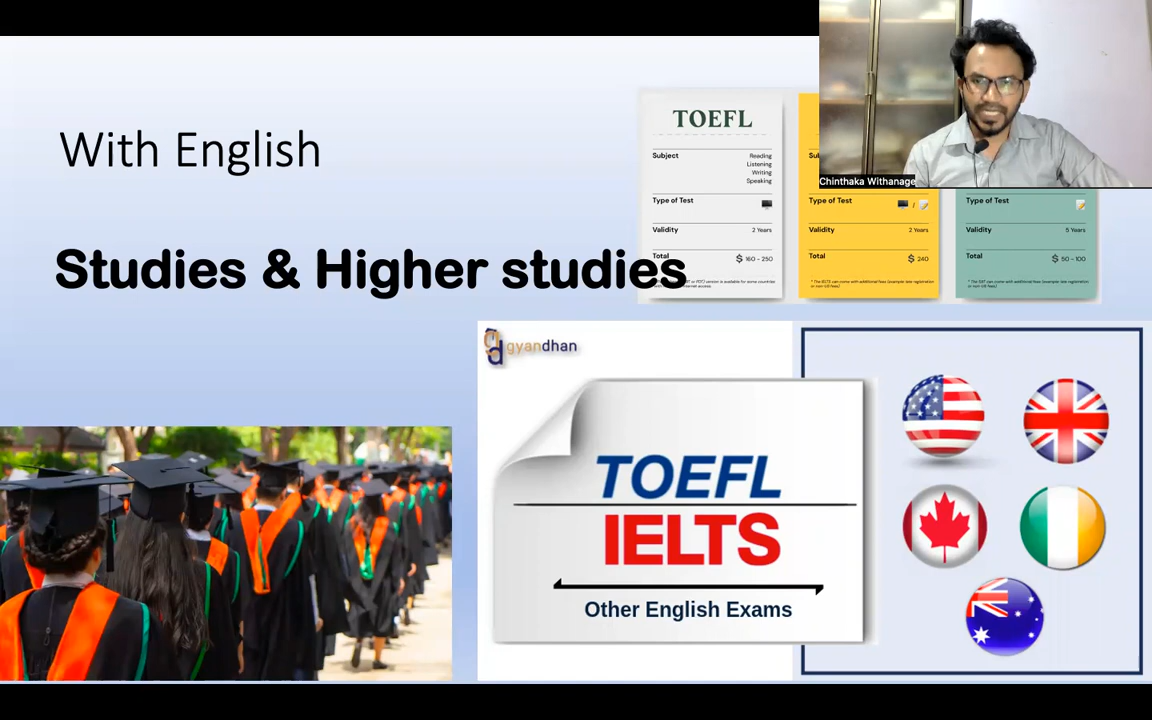 With English
Studies & Higher studies
TOEFL
Subject
Reading
Listening
Writing
Speaking
Type of Test
Validity 2 Years
Total $ 160 - 250
Type of Test /
Validity 2 Years
Total $ 240
Type of Test
Validity 5 Years
Total $ 50 - 100
Chinthaka Withanage
gyandhan
TOEFL
IELTS
Other English Exams